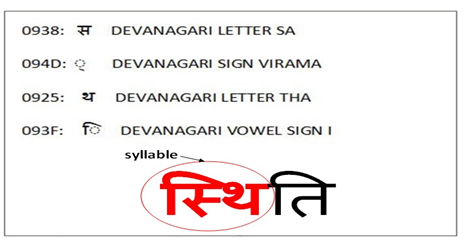 0938: स DEVANAGARI LETTER SA
094D: ् DEVANAGARI SIGN VIRAMA
0925: थ DEVANAGARI LETTER THA
093F: ि DEVANAGARI VOWEL SIGN I
syllable
स्थिति